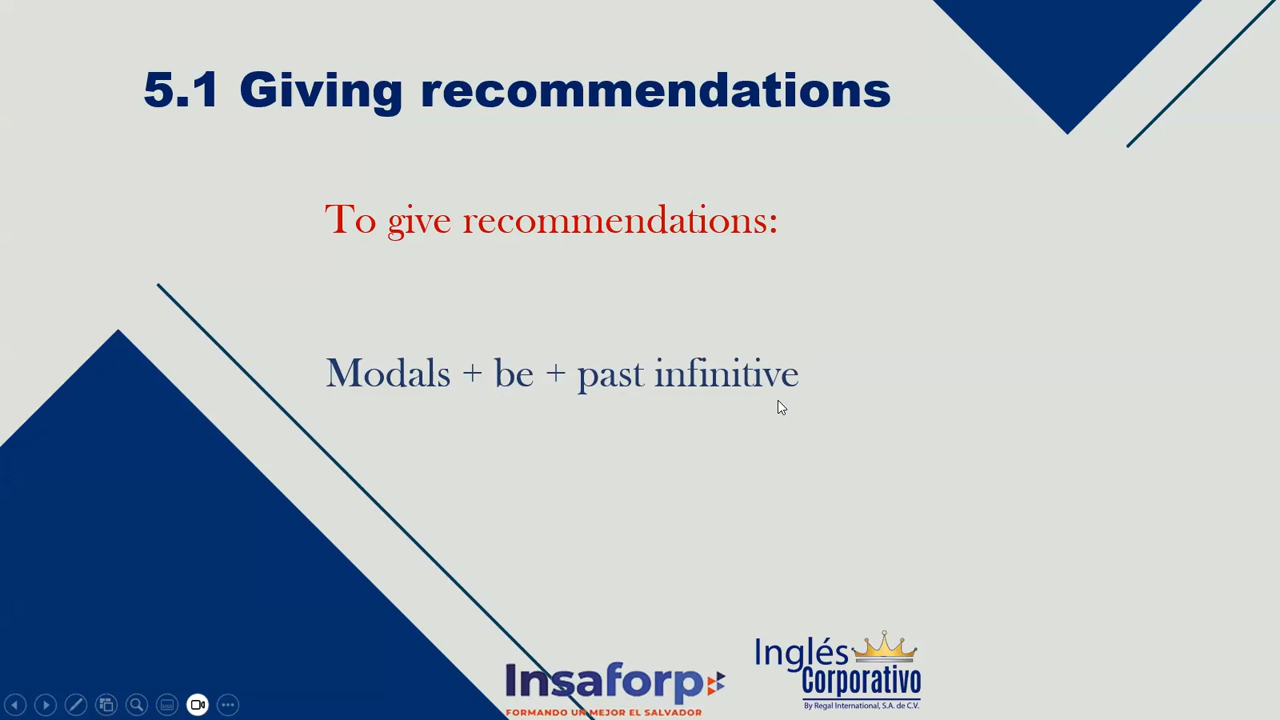 5.1 Giving recommendations
To give recommendations:
Modals + be + past infinitive
Insaforp
FORMANDO UN MEJOR EL SALVADOR
Inglés
Corporativo
By Regal International, S.A. de C.V.